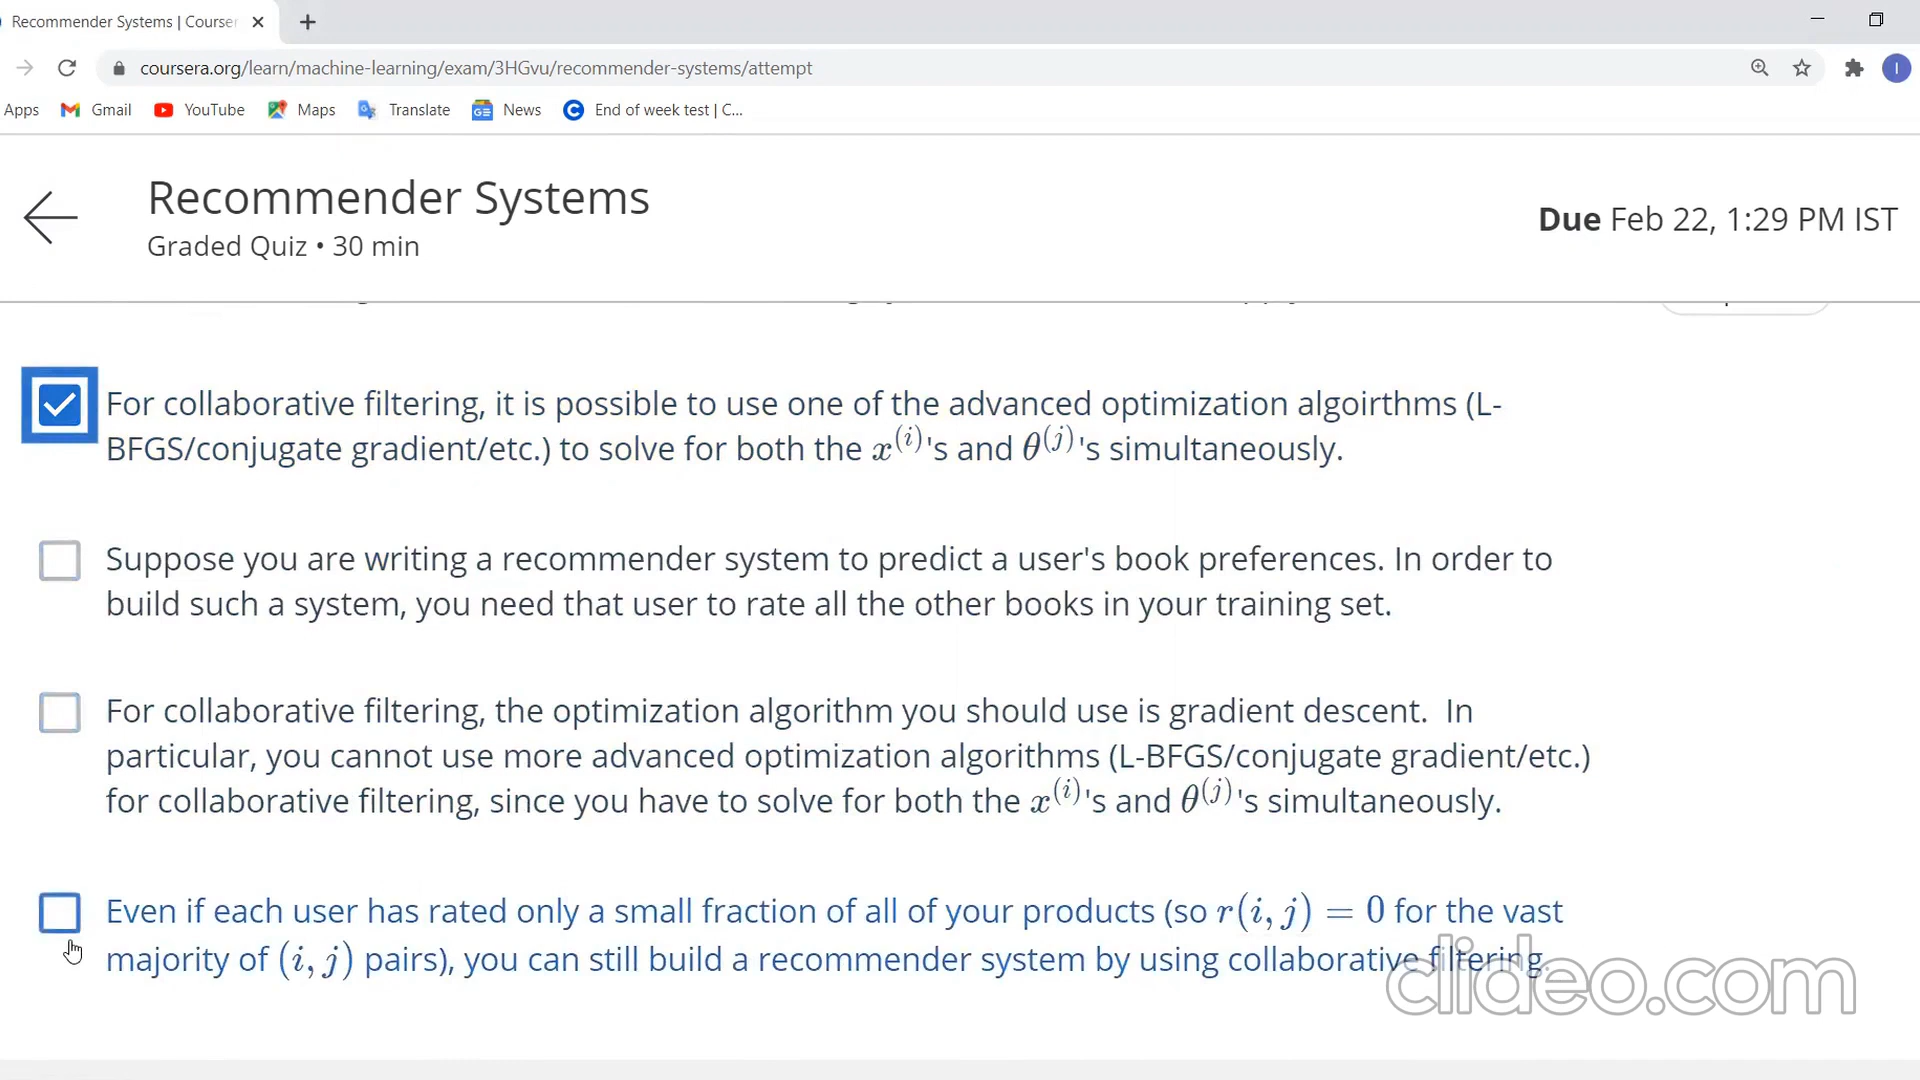 Recommender Systems | Courser
coursera.org/learn/machine-learning/exam/3HGvu/recommender-systems/attempt
I
Apps Gmail YouTube Maps Translate News End of week test | C...
Recommender Systems
Graded Quiz • 30 min
Due Feb 22, 1:29 PM IST
For collaborative filtering, it is possible to use one of the advanced optimization algoirthms (L-
BFGS/conjugate gradient/etc.) to solve for both the x^(i)'s and θ^(j)'s simultaneously.
Suppose you are writing a recommender system to predict a user's book preferences. In order to
build such a system, you need that user to rate all the other books in your training set.
For collaborative filtering, the optimization algorithm you should use is gradient descent. In
particular, you cannot use more advanced optimization algorithms (L-BFGS/conjugate gradient/etc.)
for collaborative filtering, since you have to solve for both the x^(i)'s and θ^(j)'s simultaneously.
Even if each user has rated only a small fraction of all of your products (so r(i, j) = 0 for the vast
majority of (i, j) pairs), you can still build a recommender system by using collaborative filtering.
clideo.com